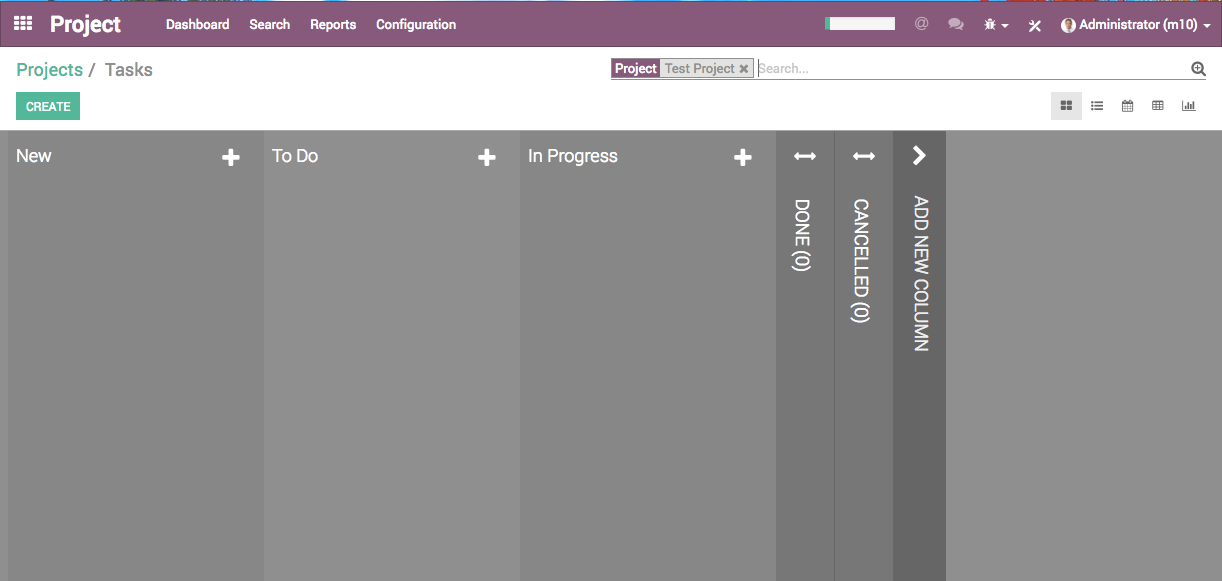 Project Dashboard Search Reports Configuration @ Administrator (m10)
Projects / Tasks
Project Test Project Search...
CREATE
New
To Do
In Progress
DONE (0)
CANCELLED (0)
ADD NEW COLUMN